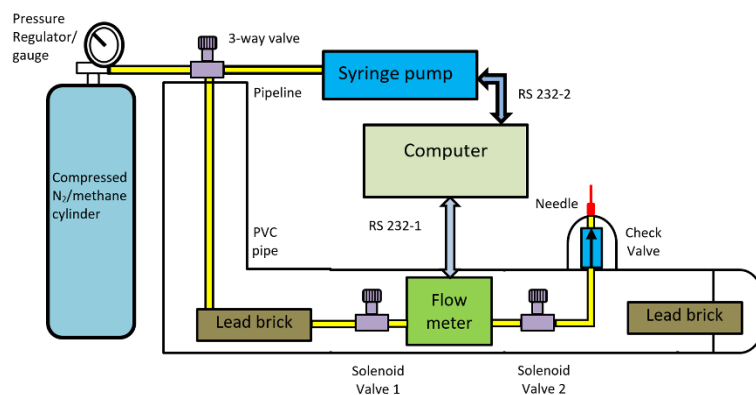 Pressure
Regulator/
gauge
3-way valve
Syringe pump
Pipeline
RS 232-2
Computer
Compressed
N₂/methane
cylinder
Needle
RS 232-1
PVC
pipe
Check
Valve
Flow
meter
Lead brick
Lead brick
Solenoid
Valve 1
Solenoid
Valve 2